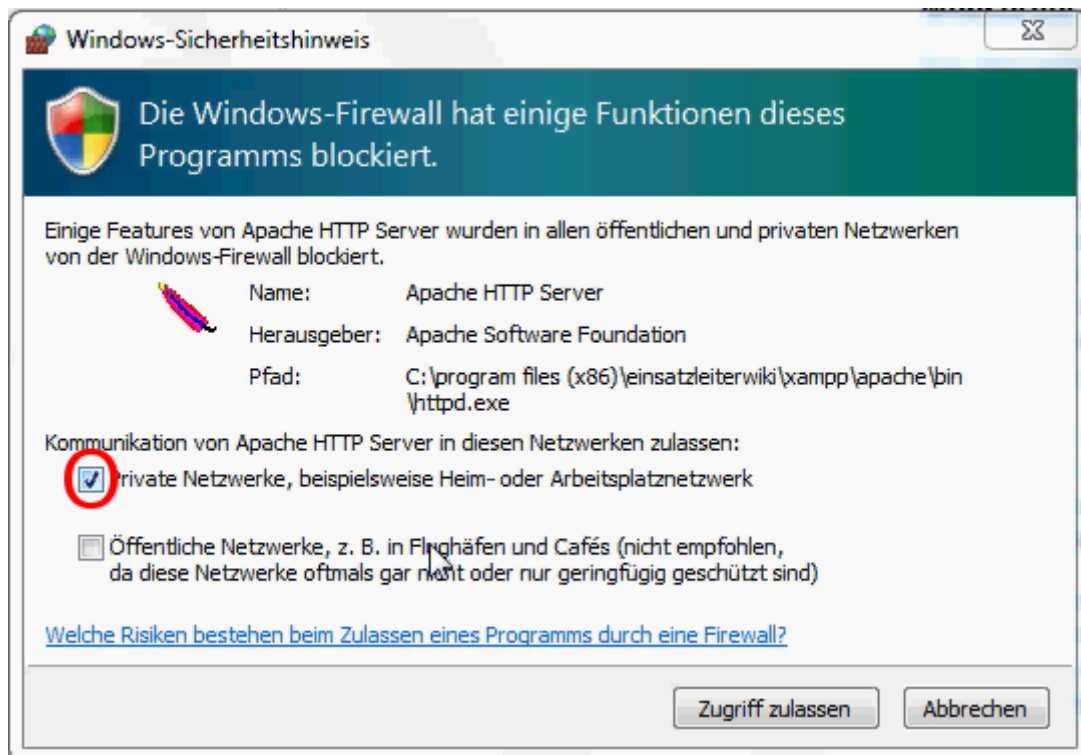 Windows-Sicherheitshinweis
Die Windows-Firewall hat einige Funktionen dieses
Programms blockiert.
Einige Features von Apache HTTP Server wurden in allen öffentlichen und privaten Netzwerken
von der Windows-Firewall blockiert.
Name: Apache HTTP Server
Herausgeber: Apache Software Foundation
Pfad: C:\program files (x86)\einsatzleiterwiki\xampp\apache\bin
\httpd.exe
Kommunikation von Apache HTTP Server in diesen Netzwerken zulassen:
Private Netzwerke, beispielsweise Heim- oder Arbeitsplatznetzwerk
Öffentliche Netzwerke, z. B. in Flughäfen und Cafés (nicht empfohlen,
da diese Netzwerke oftmals gar nicht oder nur geringfügig geschützt sind)
Welche Risiken bestehen beim Zulassen eines Programms durch eine Firewall?
Zugriff zulassen
Abbrechen